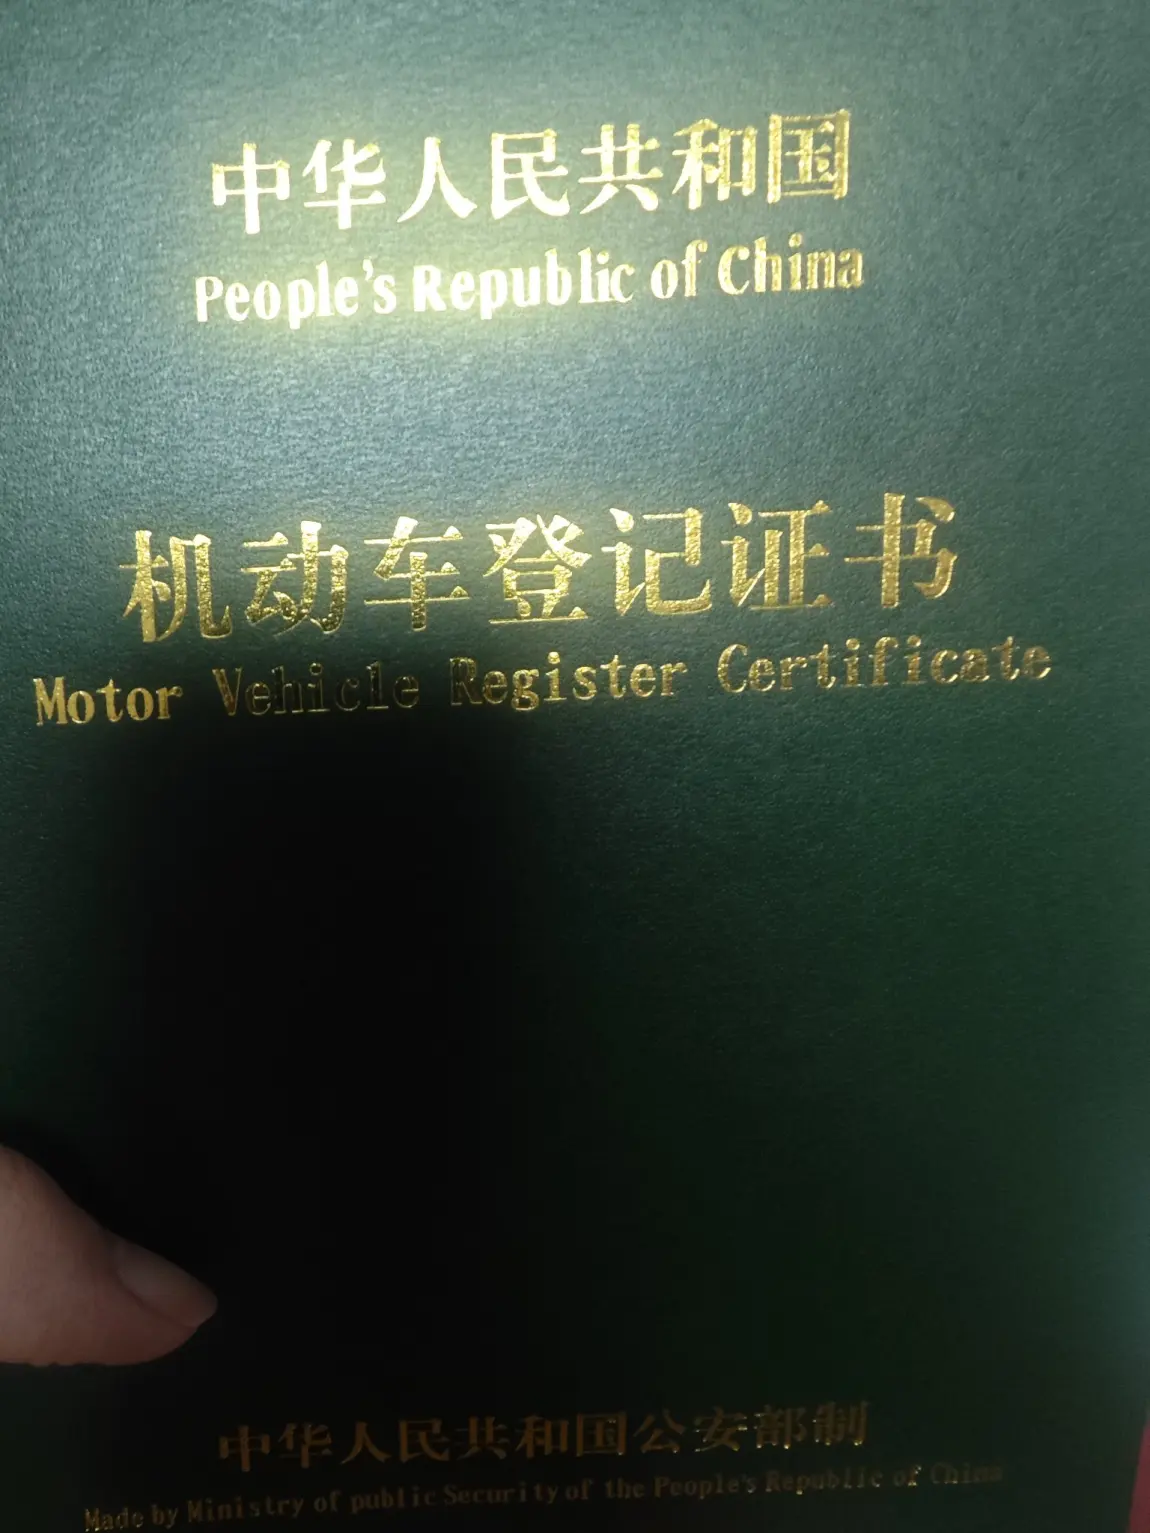 中华人民共和国
People's Republic of China
机动车登记证书
Motor Vehicle Register Certificate
中华人民共和国公安部制
Made by Ministry of public Security of the People's Republic of China